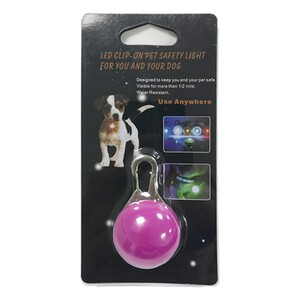 LED CLIP-ON PET SAFETY LIGHT
FOR YOU AND YOUR DOG
Designed to keep you and your pet safe
Visible for more than 1/2 mile.
Water Resistant.
Use Anywhere